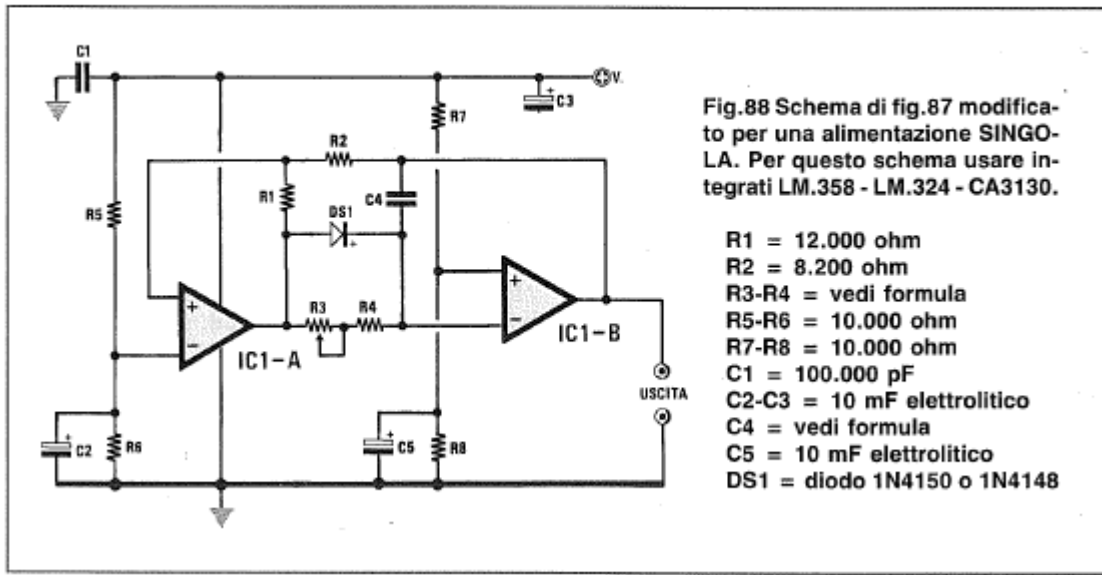 C1
+
V.
C3
+
R7
R2
R1
C4
DS1
+
R5
R3
R4
+
−
IC1-A
+
−
IC1-B
USCITA
C2
+
R6
C5
+
R8
Fig.88 Schema di fig.87 modifica-
to per una alimentazione SINGO-
LA. Per questo schema usare in-
tegrati LM.358 - LM.324 - CA3130.
R1 = 12.000 ohm
R2 = 8.200 ohm
R3-R4 = vedi formula
R5-R6 = 10.000 ohm
R7-R8 = 10.000 ohm
C1 = 100.000 pF
C2-C3 = 10 mF elettrolitico
C4 = vedi formula
C5 = 10 mF elettrolitico
DS1 = diodo 1N4150 o 1N4148